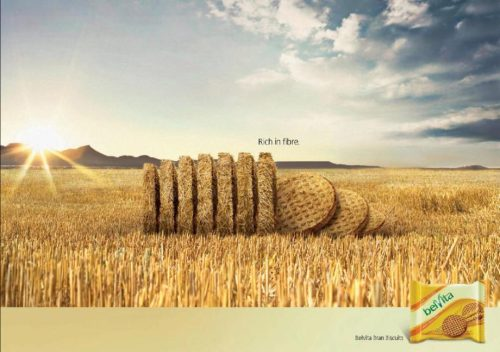 Rich in fibre.
belVita
Belvita Bran Biscuits